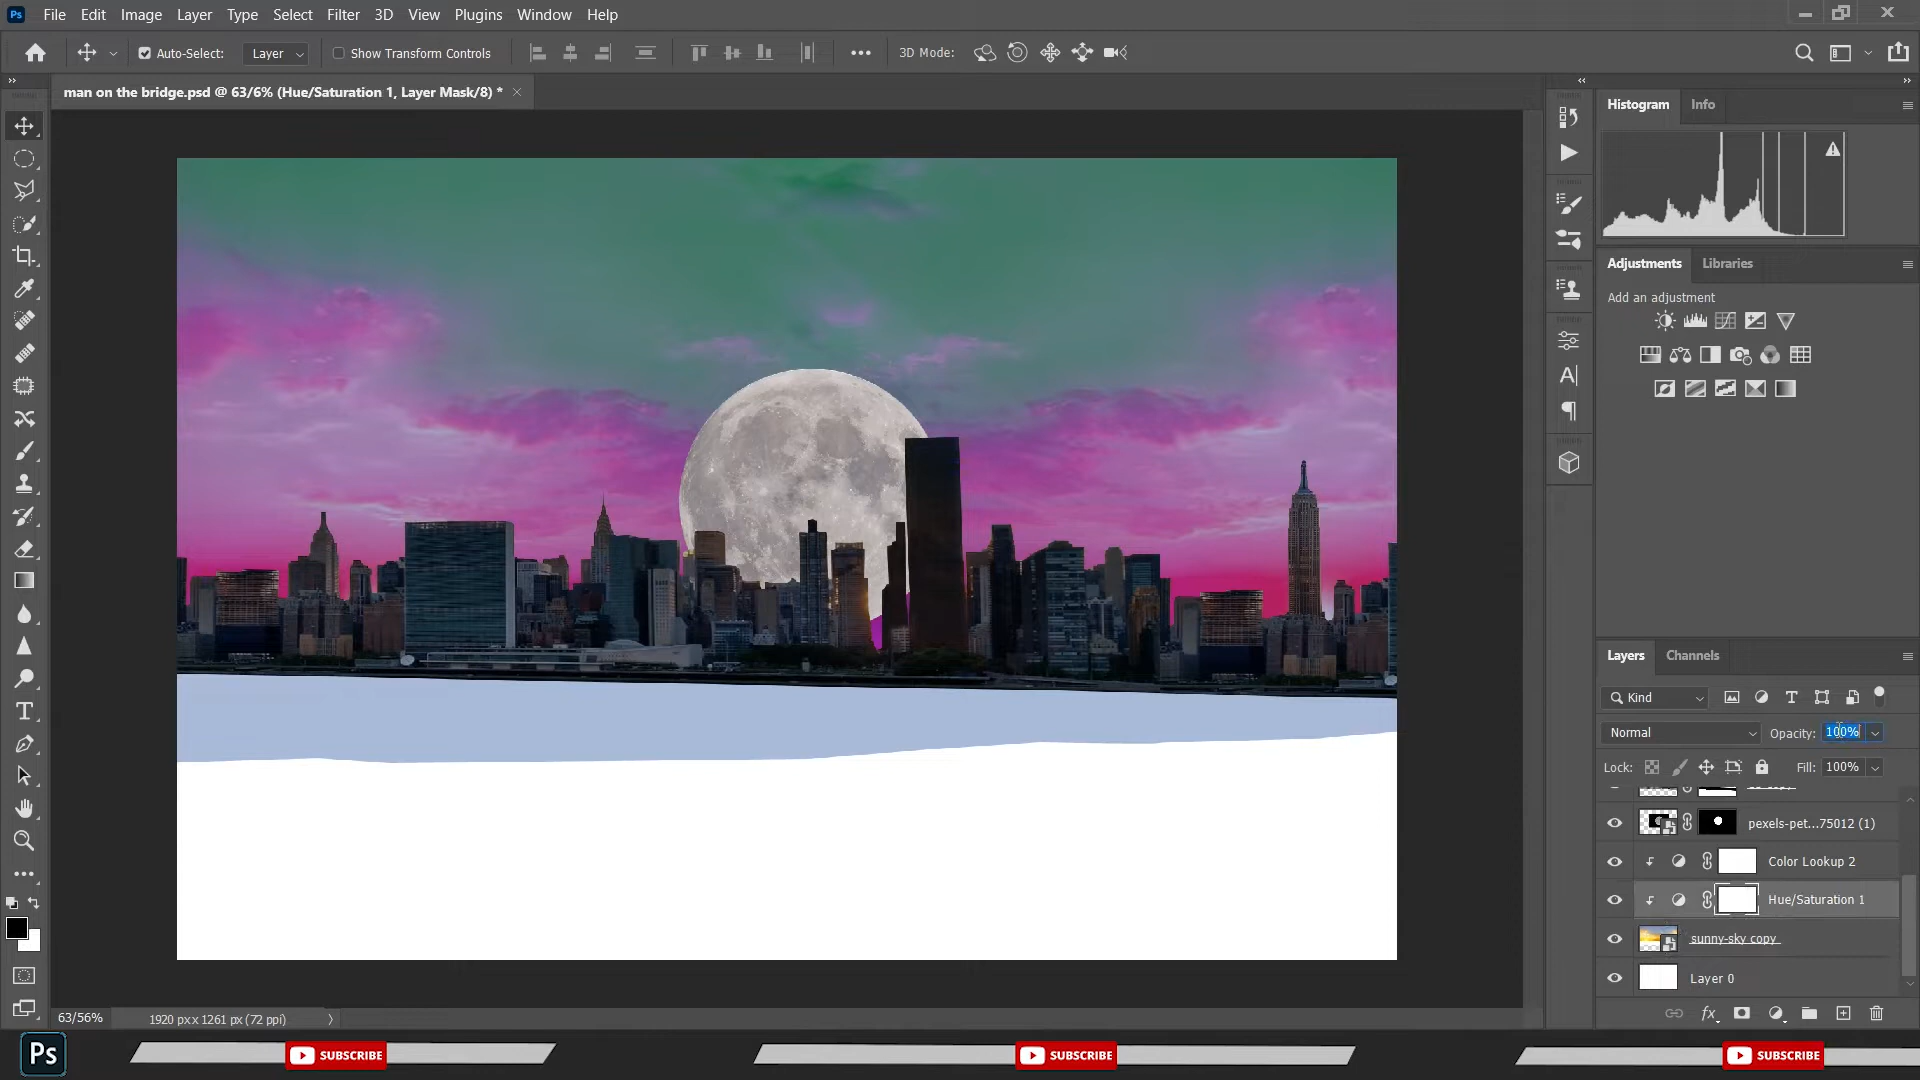 Ps File Edit Image Layer Type Select Filter 3D View Plugins Window Help
Auto-Select: Layer Show Transform Controls 3D Mode:
man on the bridge.psd @ 63/6% (Hue/Saturation 1, Layer Mask/8) *
Histogram Info
Adjustments Libraries
Add an adjustment
Layers Channels
Kind
Normal Opacity: 100%
Lock: Fill: 100%
pexels-pet...75012 (1)
Color Lookup 2
Hue/Saturation 1
sunny-sky copy
Layer 0
63/56% 1920 px x 1261 px (72 ppi)
Ps SUBSCRIBE SUBSCRIBE SUBSCRIBE